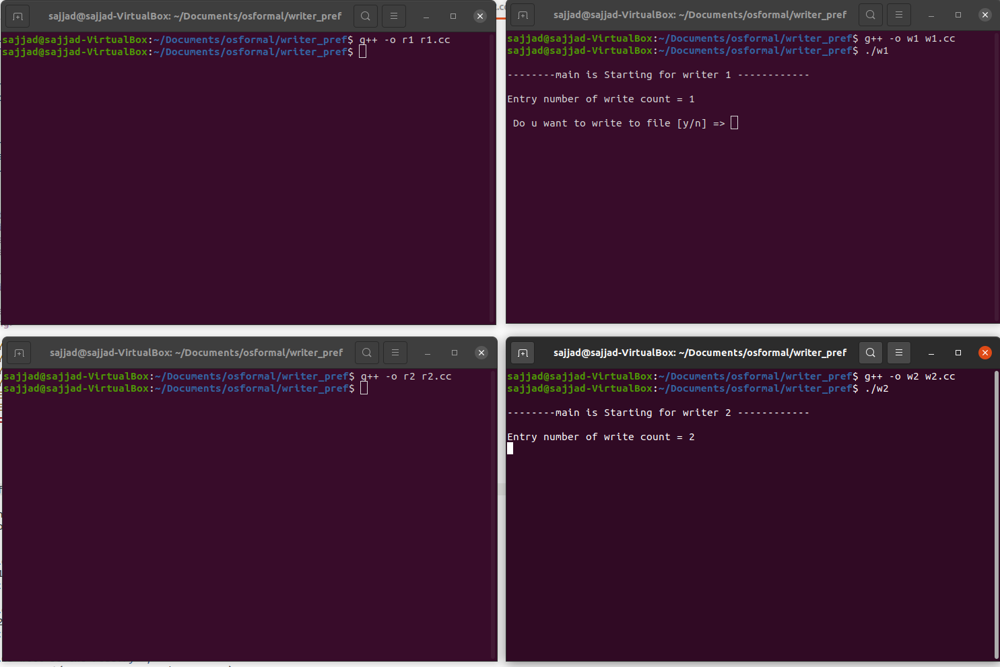 sajjad@sajjad-VirtualBox: ~/Documents/osformal/writer_pref
sajjad@sajjad-VirtualBox:~/Documents/osformal/writer_pref$ g++ -o r1 r1.cc
sajjad@sajjad-VirtualBox:~/Documents/osformal/writer_pref$
sajjad@sajjad-VirtualBox: ~/Documents/osformal/writer_pref
sajjad@sajjad-VirtualBox:~/Documents/osformal/writer_pref$ g++ -o w1 w1.cc
sajjad@sajjad-VirtualBox:~/Documents/osformal/writer_pref$ ./w1
--------main is Starting for writer 1 ------------
Entry number of write count = 1
Do u want to write to file [y/n] =>
sajjad@sajjad-VirtualBox: ~/Documents/osformal/writer_pref
sajjad@sajjad-VirtualBox:~/Documents/osformal/writer_pref$ g++ -o r2 r2.cc
sajjad@sajjad-VirtualBox:~/Documents/osformal/writer_pref$
sajjad@sajjad-VirtualBox: ~/Documents/osformal/writer_pref
sajjad@sajjad-VirtualBox:~/Documents/osformal/writer_pref$ g++ -o w2 w2.cc
sajjad@sajjad-VirtualBox:~/Documents/osformal/writer_pref$ ./w2
--------main is Starting for writer 2 ------------
Entry number of write count = 2